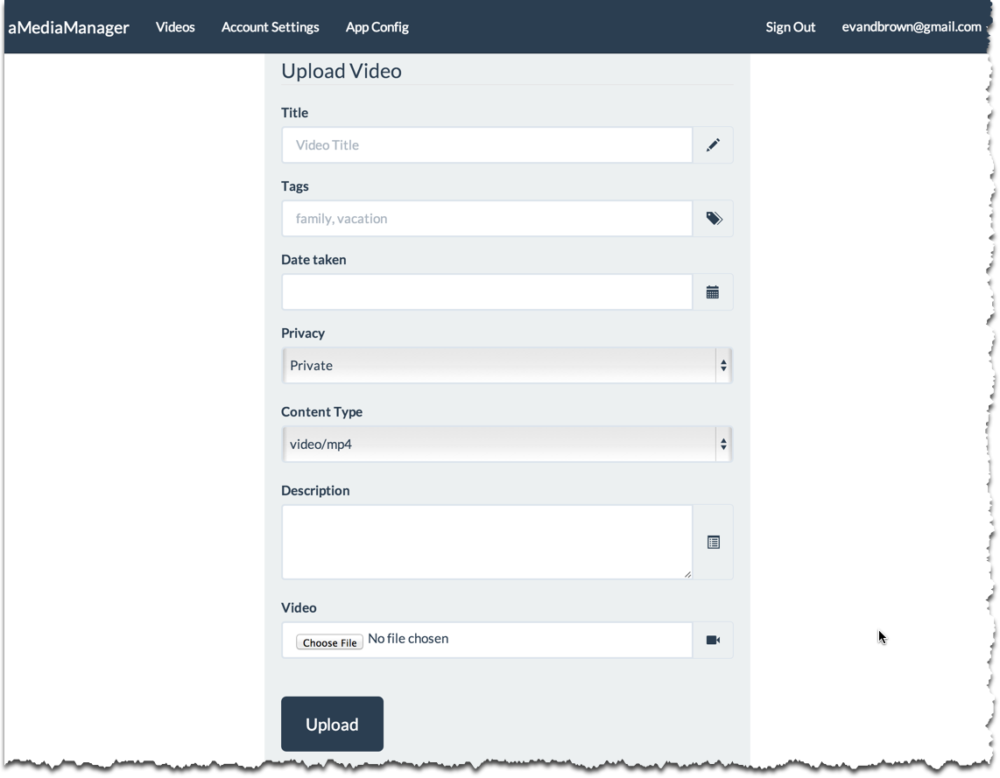 aMediaManager Videos Account Settings App Config Sign Out evandbrown@gmail.com
Upload Video
Title
Video Title
Tags
family, vacation
Date taken
Privacy
Private
Content Type
video/mp4
Description
Video
Choose File No file chosen
Upload